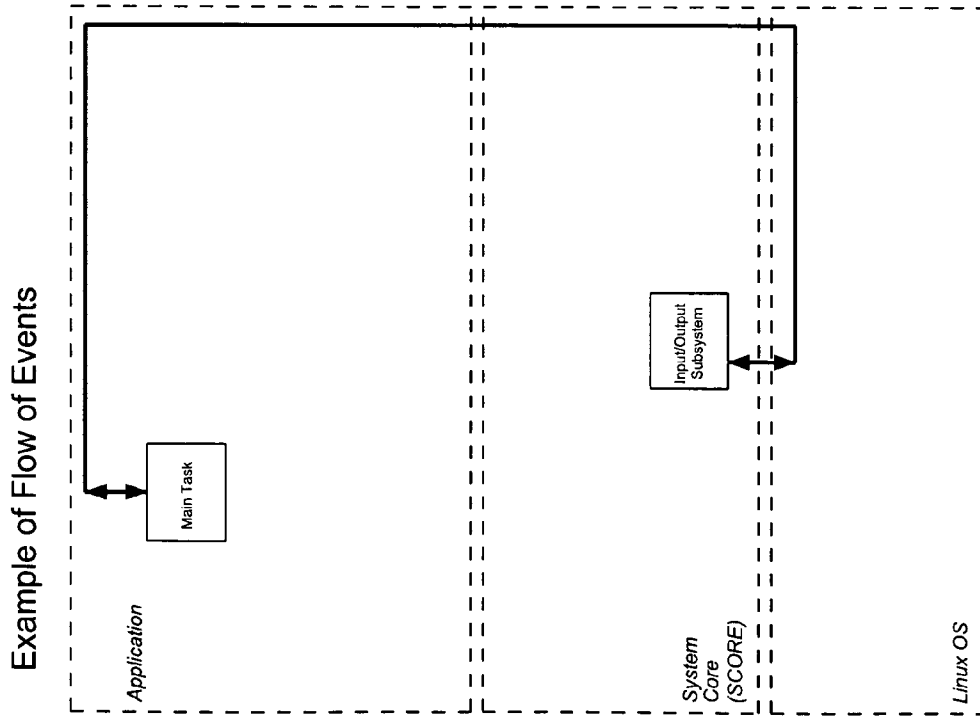 Example of Flow of Events
Application
Main Task
System
Core
(SCORE)
Input/Output
Subsystem
Linux OS